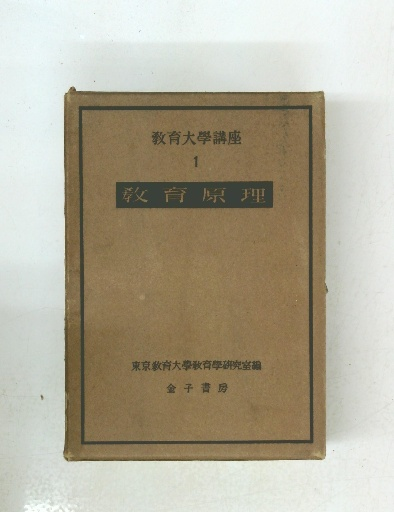 教育大學講座
1
教育原理
東京教育大學教育學研究室編
金子書房